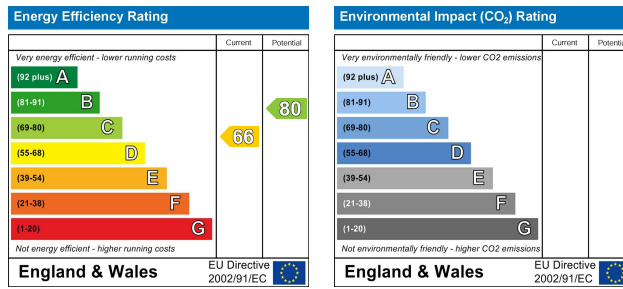 Energy Efficiency Rating
Current Potential
Very energy efficient - lower running costs
(92 plus) A
(81-91) B
(69-80) C
(55-68) D
(39-54) E
(21-38) F
(1-20) G
66
80
Not energy efficient - higher running costs
England & Wales
EU Directive
2002/91/EC
Environmental Impact (CO₂) Rating
Current Potential
Very environmentally friendly - lower CO2 emissions
(92 plus) A
(81-91) B
(69-80) C
(55-68) D
(39-54) E
(21-38) F
(1-20) G
Not environmentally friendly - higher CO2 emissions
England & Wales
EU Directive
2002/91/EC